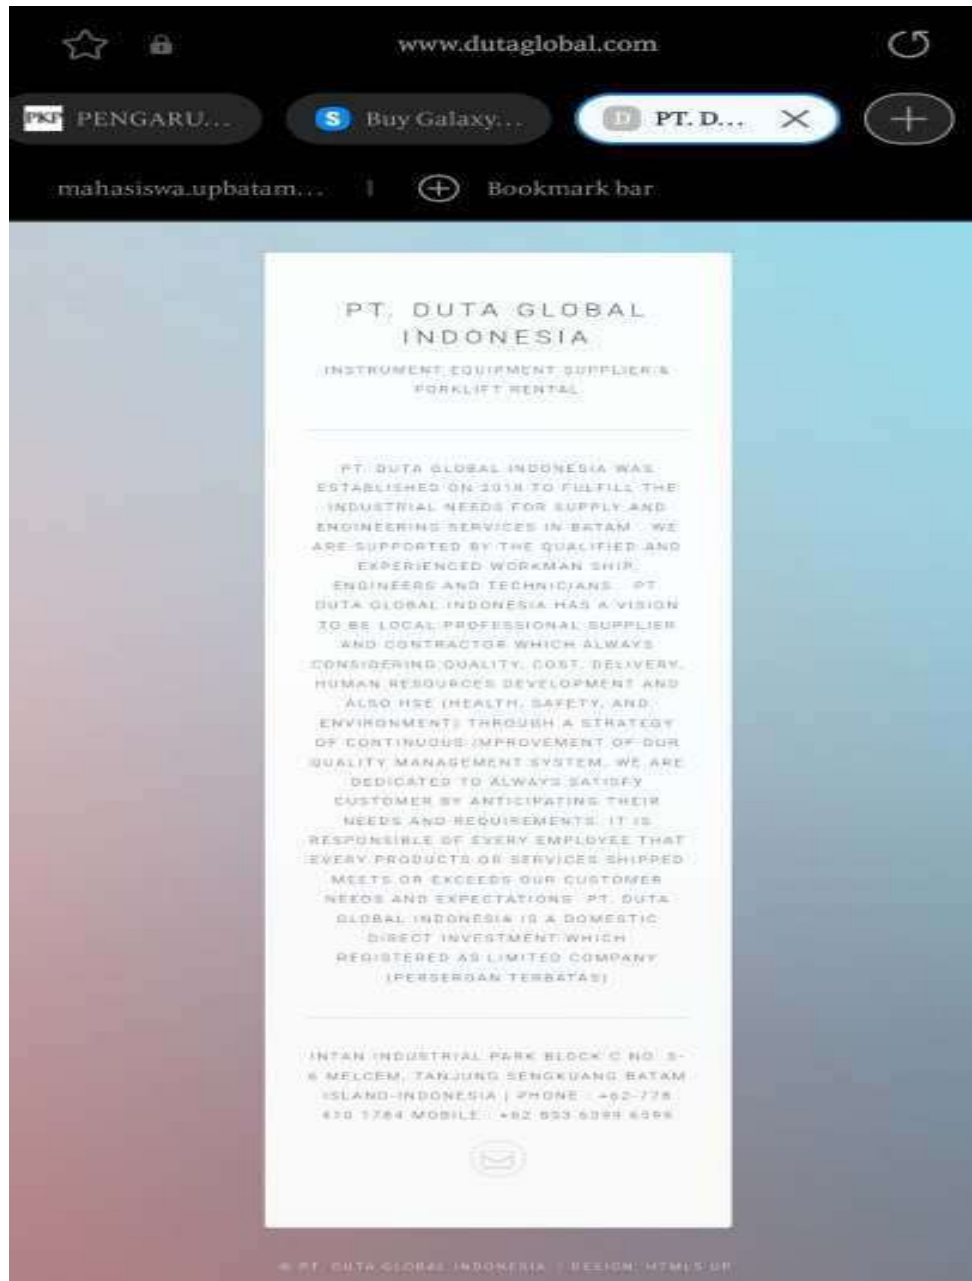 www.dutaglobal.com
PKP PENGARU...
S Buy Galaxy...
D PT. D...
mahasiswa.upbatam...
Bookmark bar
PT. DUTA GLOBAL
INDONESIA
INSTRUMENT EQUIPMENT SUPPLIER &
FORKLIFT RENTAL
PT. DUTA GLOBAL INDONESIA WAS
ESTABLISHED ON TO FULFILL THE
INDUSTRIAL NEEDS FOR SUPPLY AND
ENGINEERING SERVICES IN BATAM. WE
ARE SUPPORTED BY THE QUALIFIED AND
EXPERIENCED WORKMAN SHIP,
ENGINEERS AND TECHNICIANS. PT.
DUTA GLOBAL INDONESIA HAS A VISION
TO BE LOCAL PROFESSIONAL SUPPLIER
AND CONTRACTOR WHICH ALWAYS
CONSIDERING QUALITY, COST, DELIVERY,
HUMAN RESOURCES DEVELOPMENT AND
ALSO HSE (HEALTH, SAFETY, AND
ENVIRONMENT) THROUGH A STRATEGY
OF CONTINUOUS IMPROVEMENT OF OUR
QUALITY MANAGEMENT SYSTEM, WE ARE
DEDICATED TO ALWAYS SATISFY
CUSTOMER BY ANTICIPATING THEIR
NEEDS AND REQUIREMENTS. IT IS
RESPONSIBLE OF EVERY EMPLOYEE THAT
EVERY PRODUCTS OR SERVICES SHIPPED
MEETS OR EXCEEDS OUR CUSTOMER
NEEDS AND EXPECTATIONS. PT. DUTA
GLOBAL INDONESIA IS A DOMESTIC
DIRECT INVESTMENT WHICH
REGISTERED AS LIMITED COMPANY
(PERSEROAN TERBATAS)
INTAN INDUSTRIAL PARK BLOCK C NO. 5-
6 MELCEM, TANJUNG SENGKUANG BATAM
ISLAND-INDONESIA | PHONE : +62-778
MOBILE : +62
© PT. DUTA GLOBAL INDONESIA | DESIGN: HTML5 UP